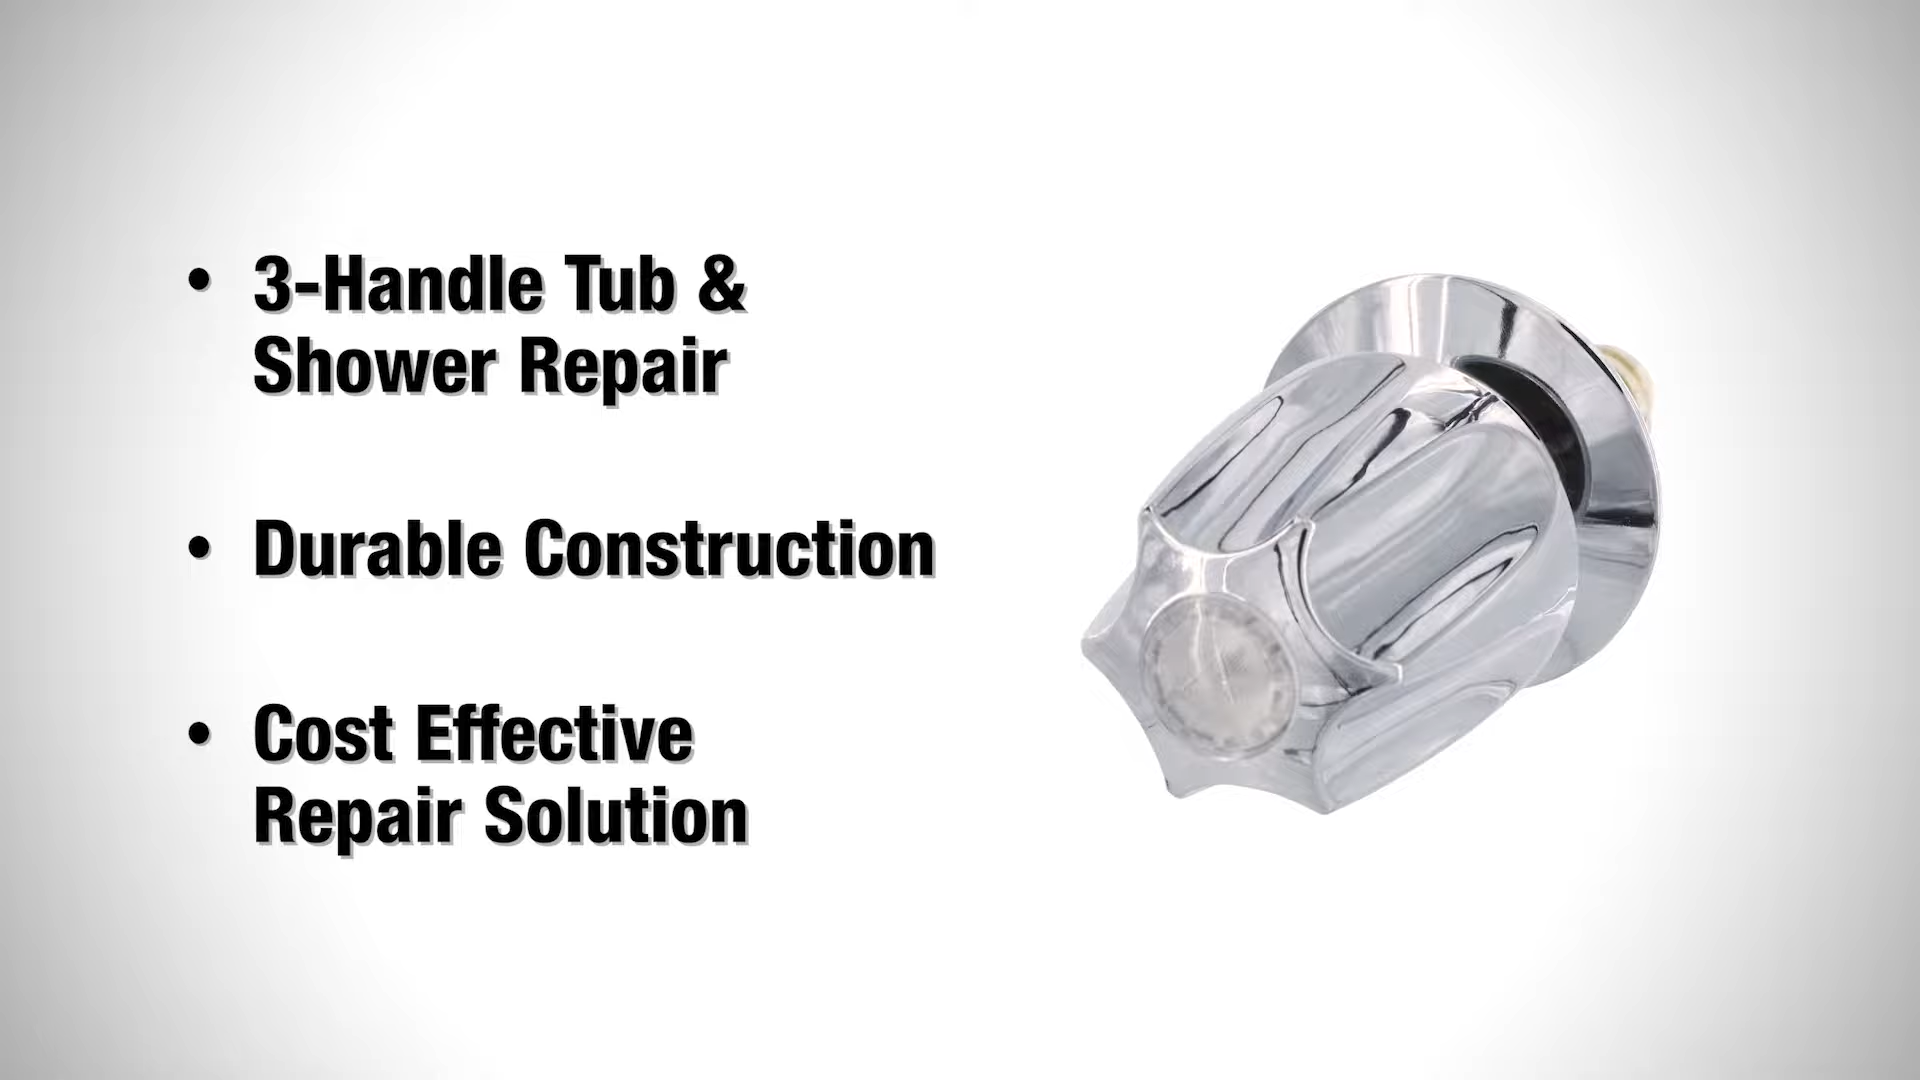 • 3-Handle Tub &
Shower Repair
• Durable Construction
• Cost Effective
Repair Solution